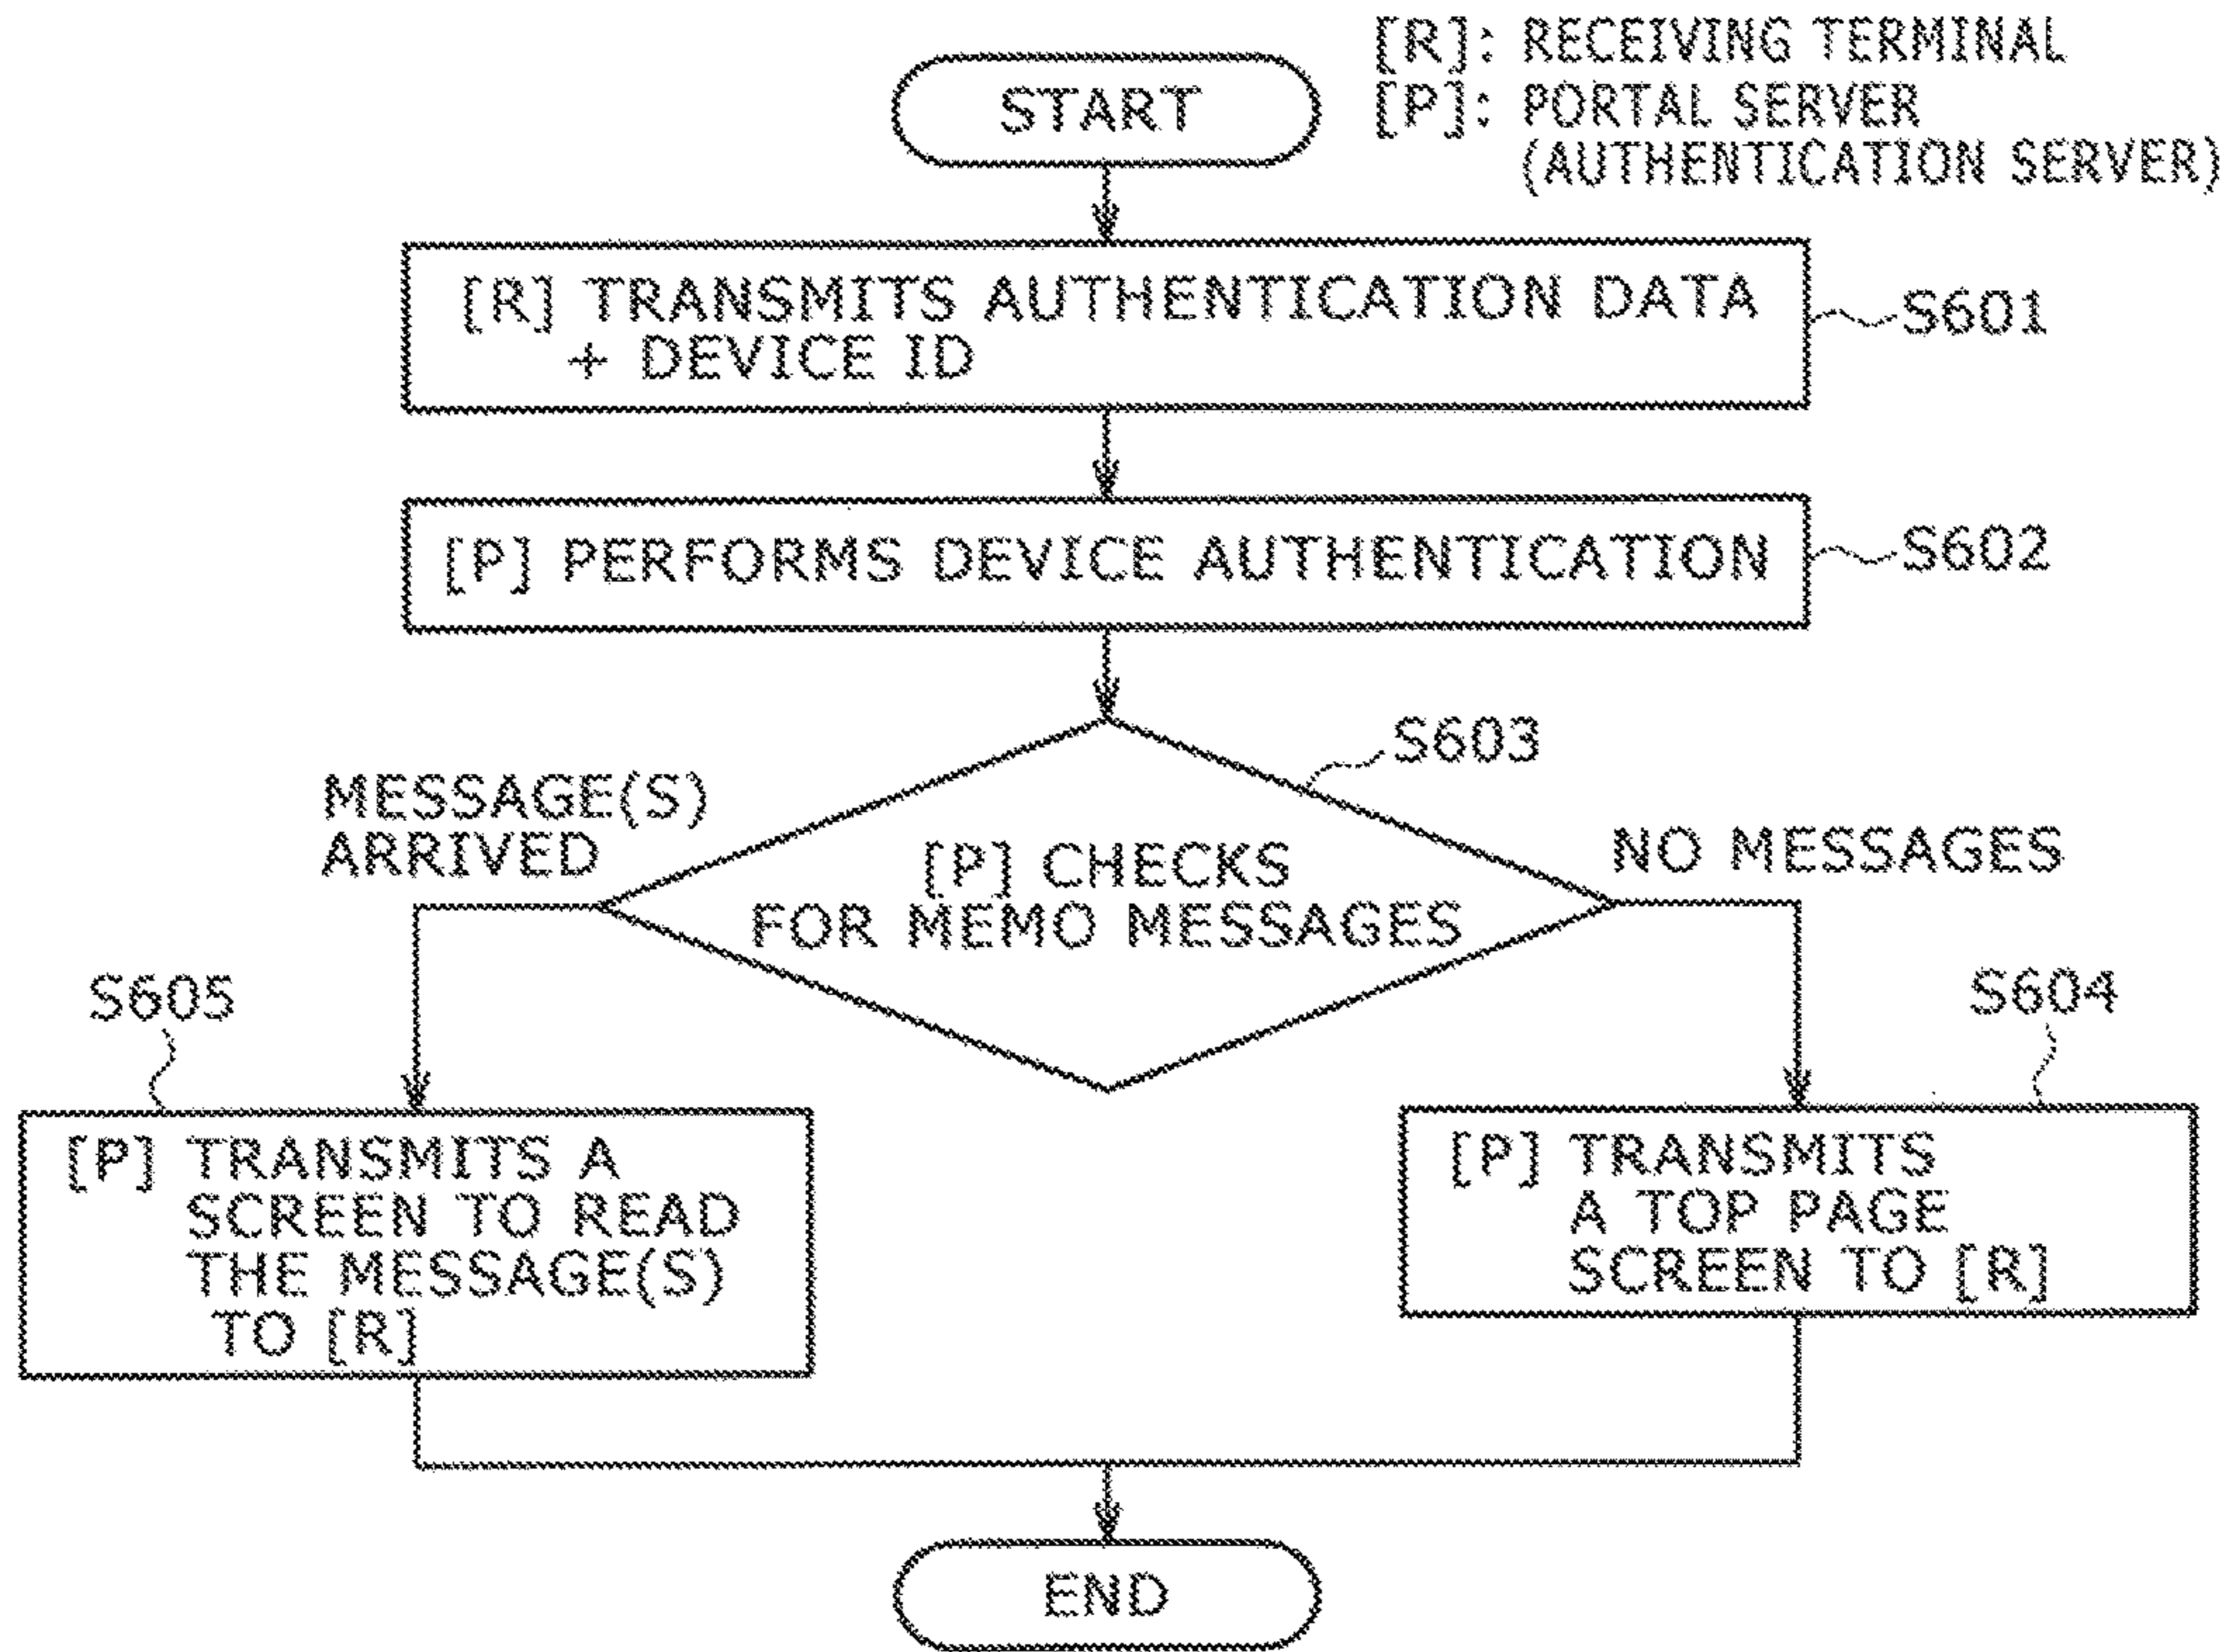 [R]: RECEIVING TERMINAL
[P]: PORTAL SERVER
(AUTHENTICATION SERVER)
START
[R] TRANSMITS AUTHENTICATION DATA
+ DEVICE ID
S601
[P] PERFORMS DEVICE AUTHENTICATION
S602
S603
MESSAGE(S)
ARRIVED
[P] CHECKS
FOR MEMO MESSAGES
NO MESSAGES
S605
S604
[P] TRANSMITS A
SCREEN TO READ
THE MESSAGE(S)
TO [R]
[P] TRANSMITS
A TOP PAGE
SCREEN TO [R]
END